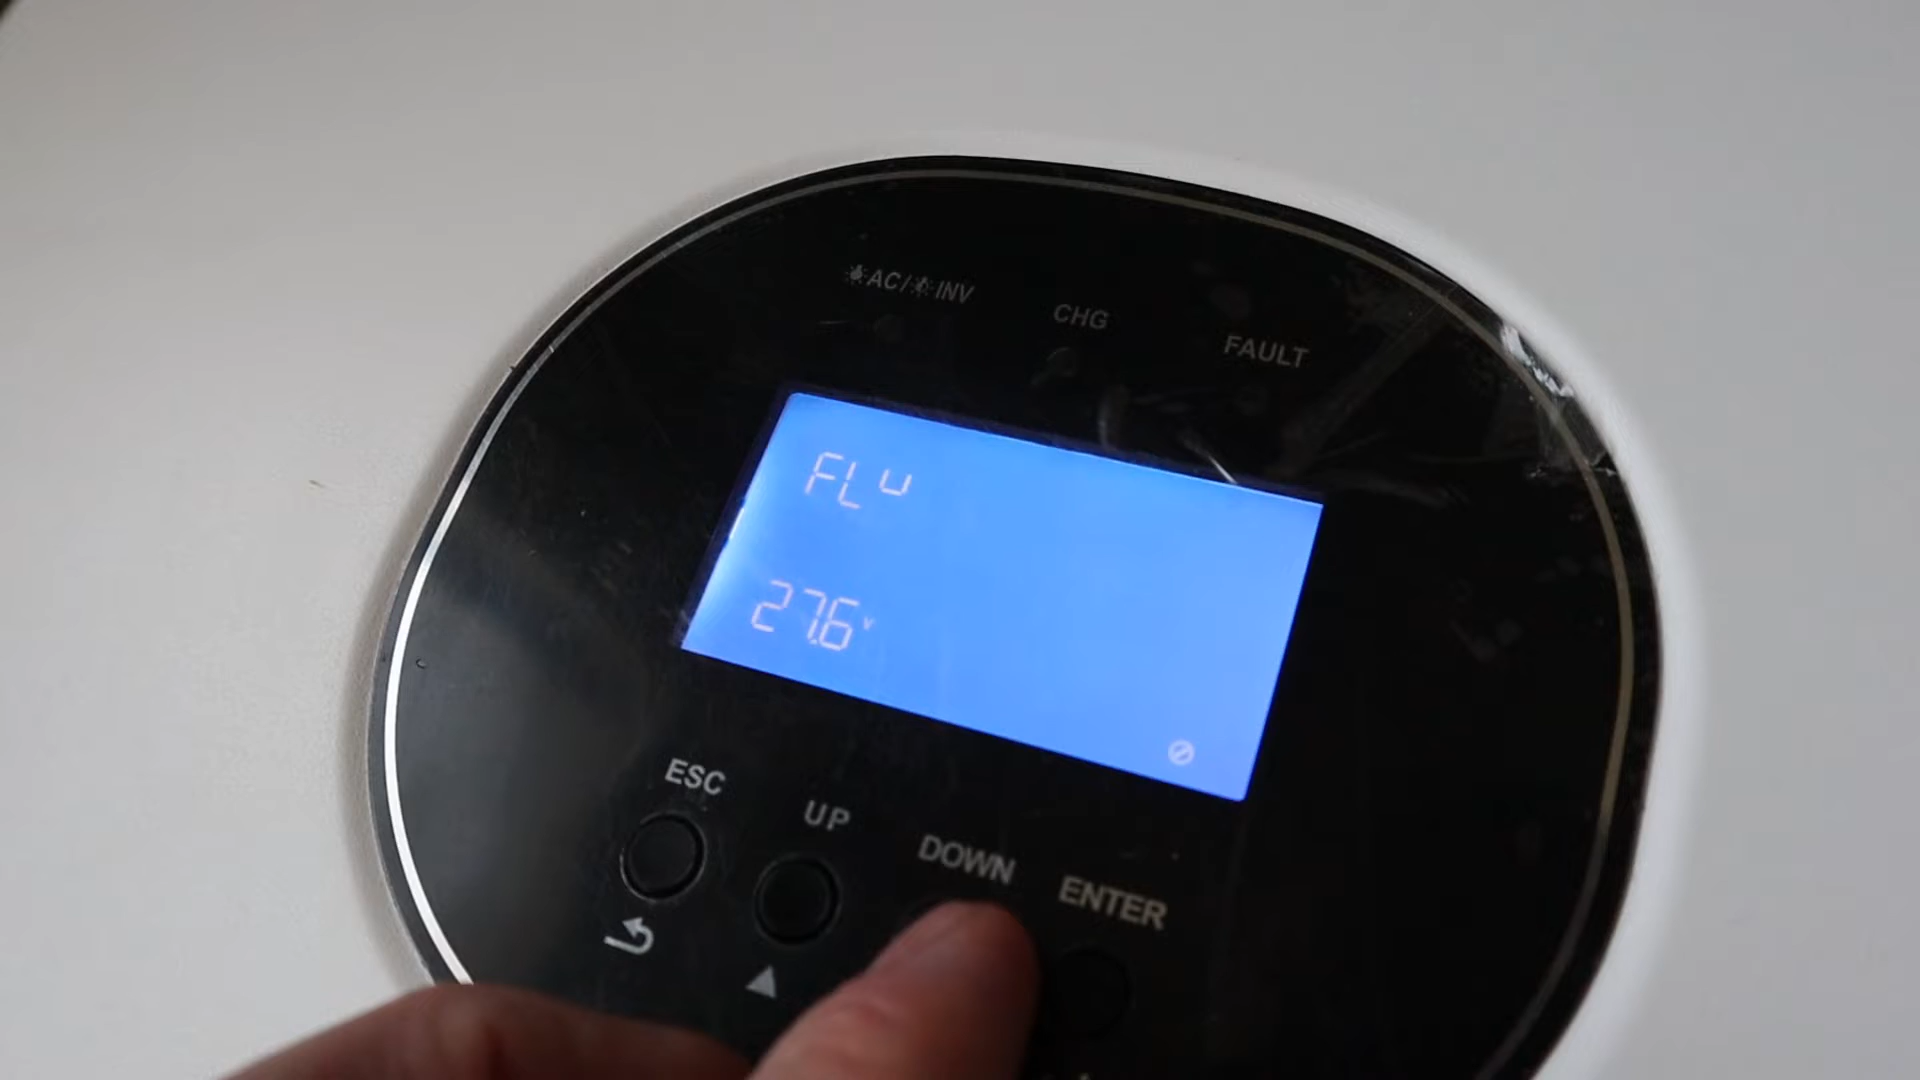 AC/ INV
CHG
FAULT
FLU
27.6v
ESC
UP
DOWN
ENTER